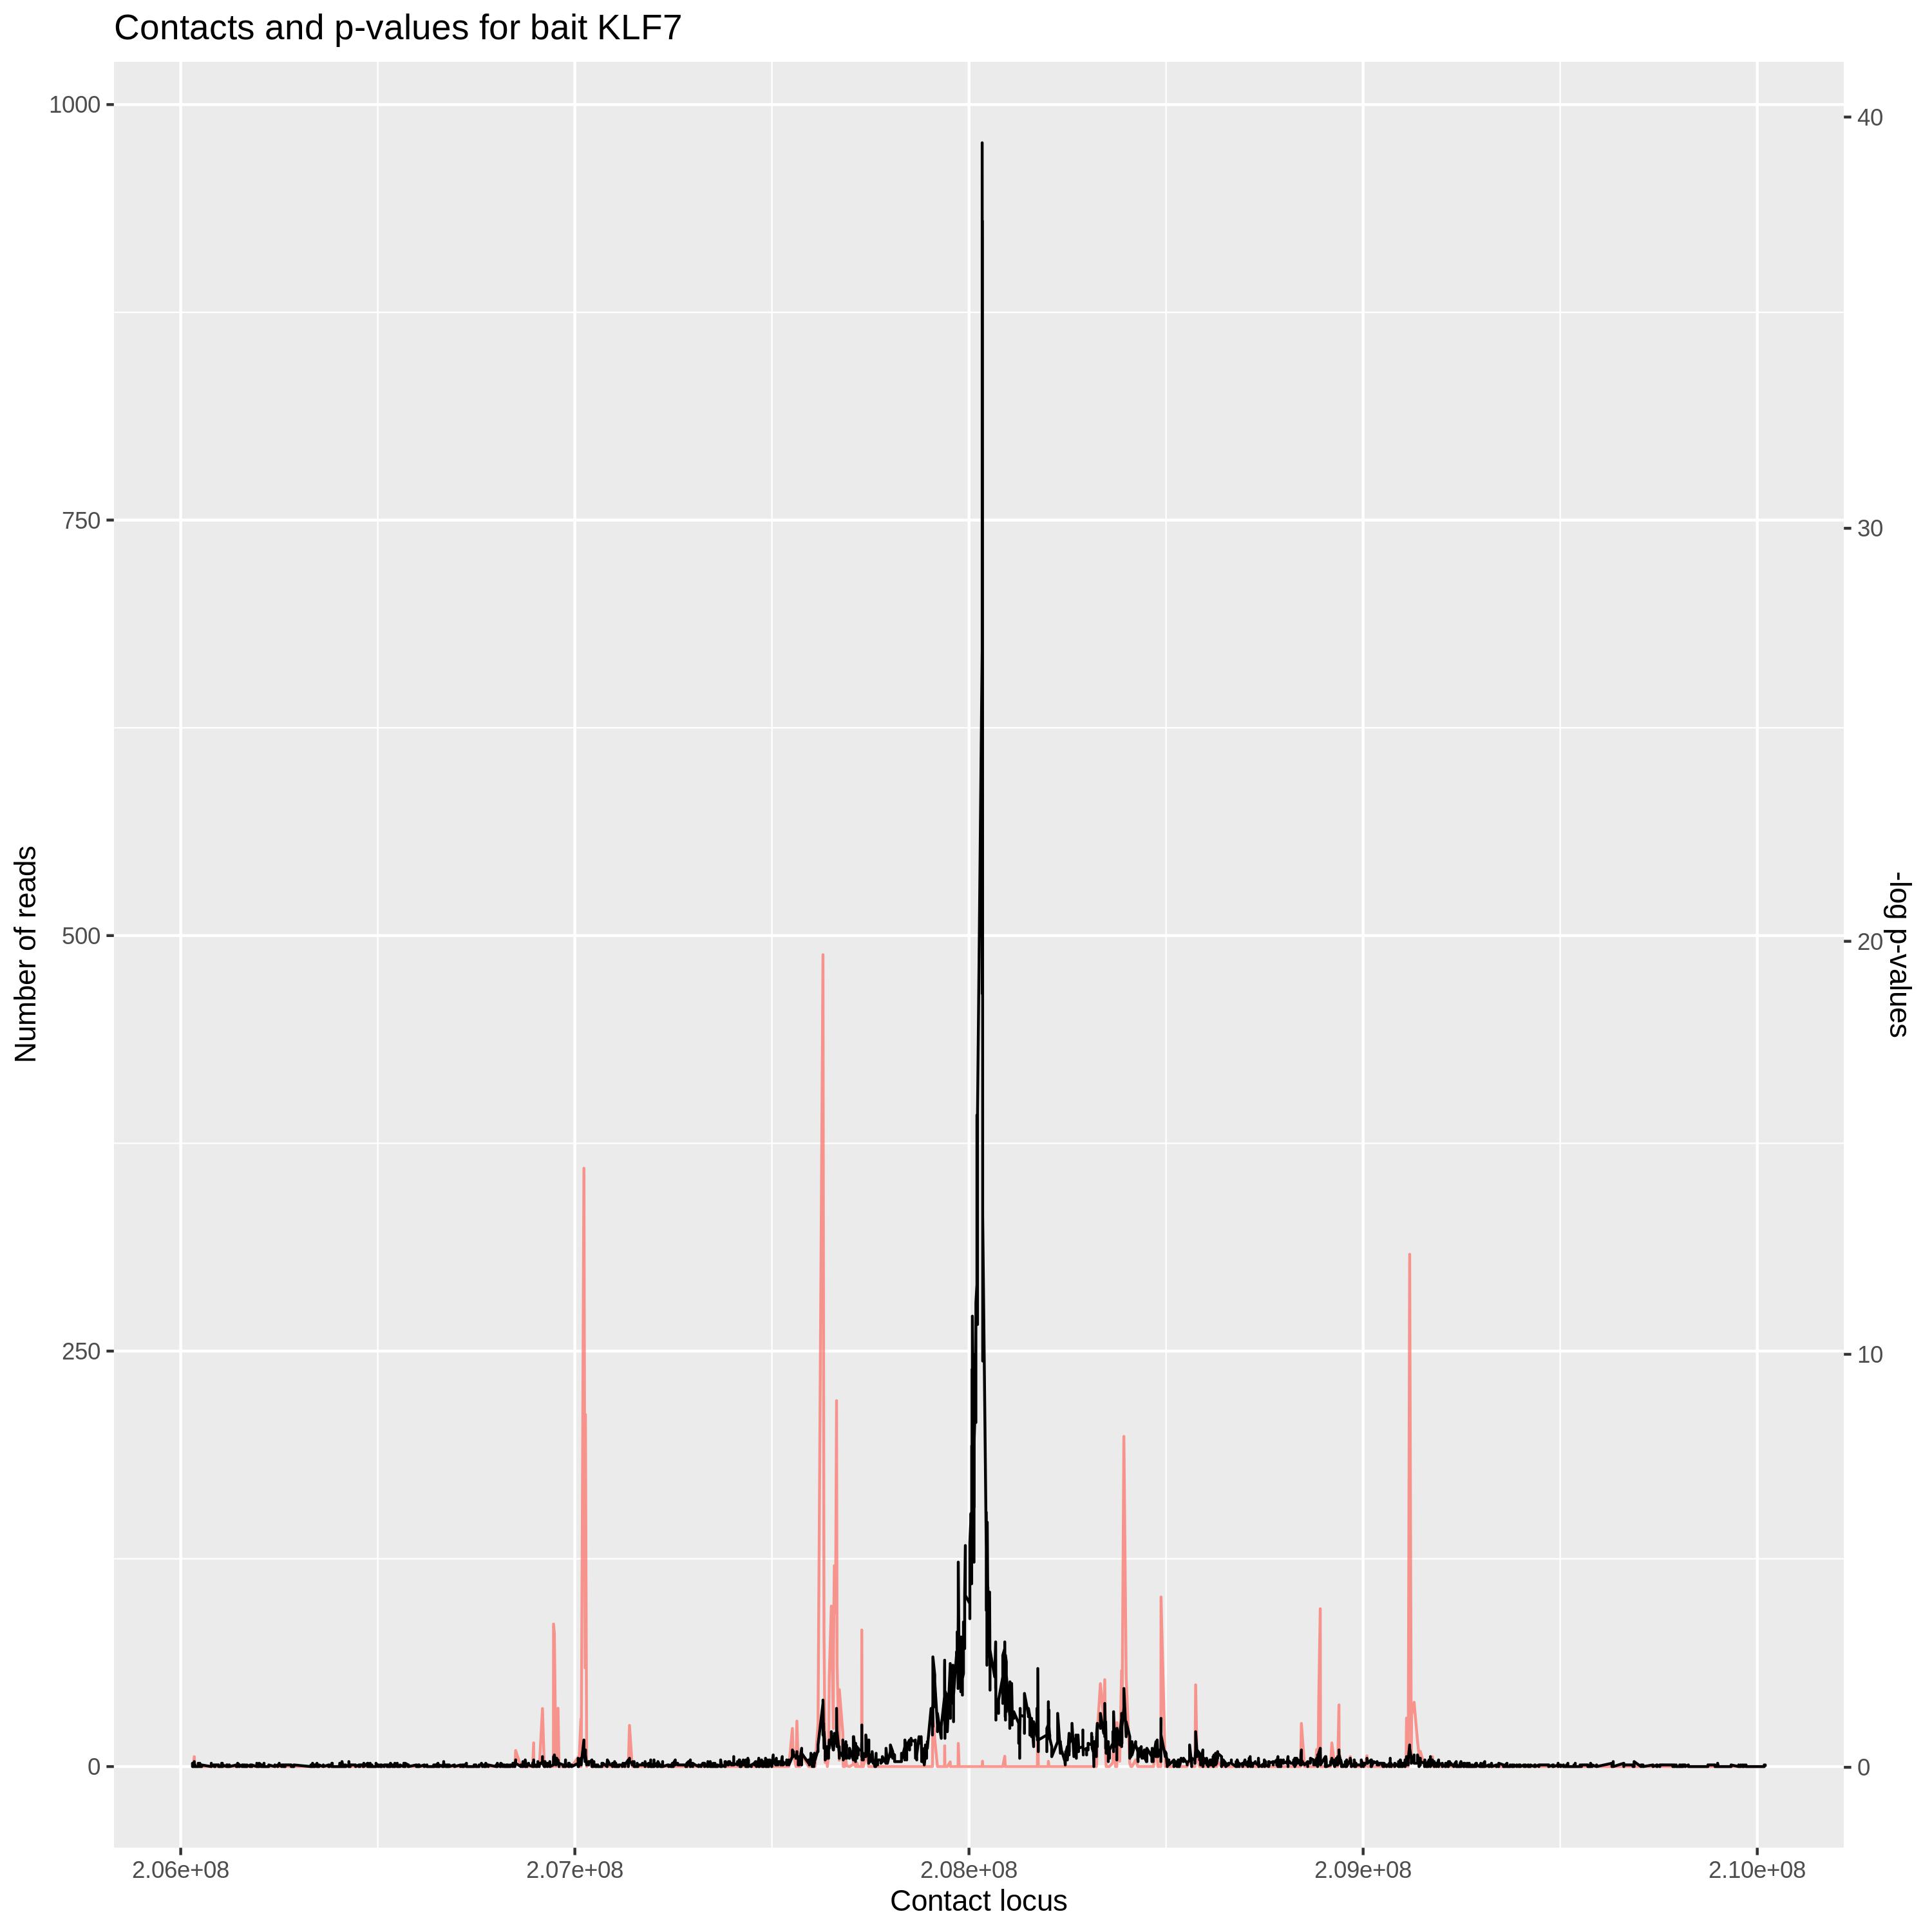 Contacts and p-values for bait KLF7
1000
750
500
250
0
Number of reads
40
30
20
10
0
-log p-values
2.06e+08
2.07e+08
2.08e+08
2.09e+08
2.10e+08
Contact locus